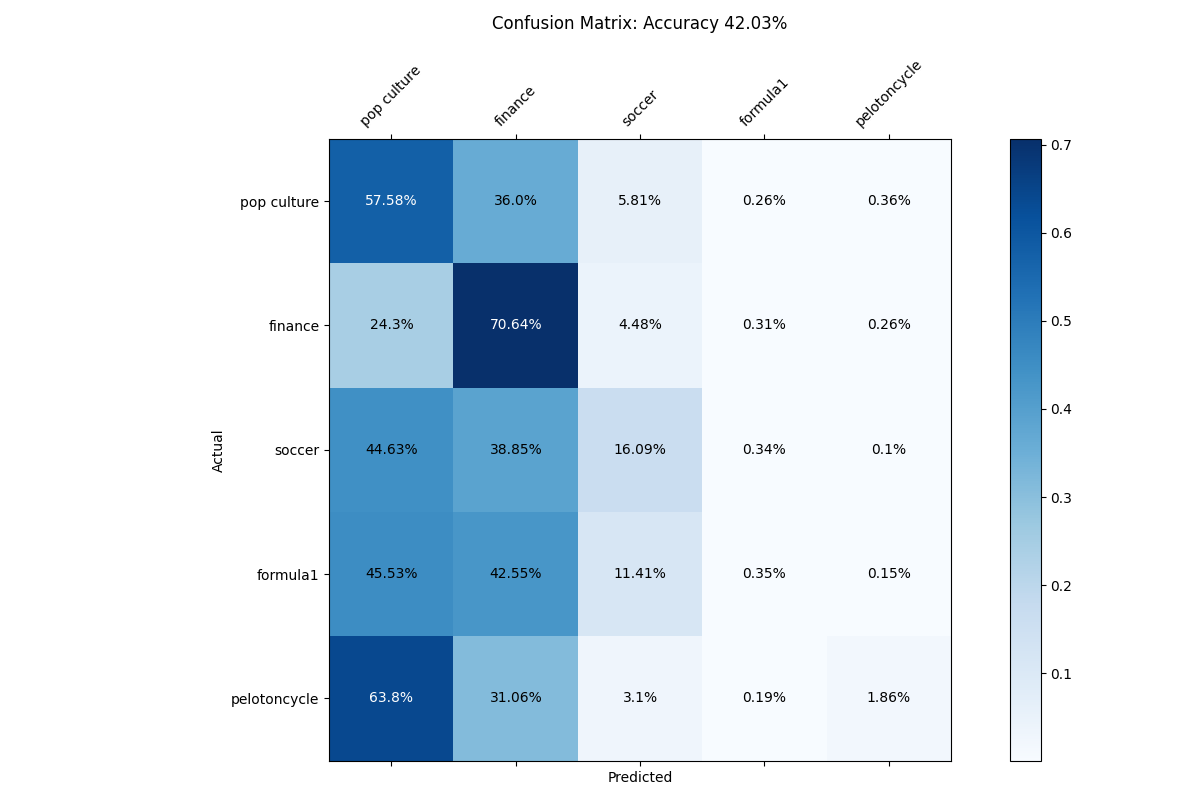 Confusion Matrix: Accuracy 42.03%
pop culture finance soccer formula1 pelotoncycle
pop culture 57.58% 36.0% 5.81% 0.26% 0.36%
finance 24.3% 70.64% 4.48% 0.31% 0.26%
soccer 44.63% 38.85% 16.09% 0.34% 0.1%
formula1 45.53% 42.55% 11.41% 0.35% 0.15%
pelotoncycle 63.8% 31.06% 3.1% 0.19% 1.86%
Actual
Predicted
0.7
0.6
0.5
0.4
0.3
0.2
0.1